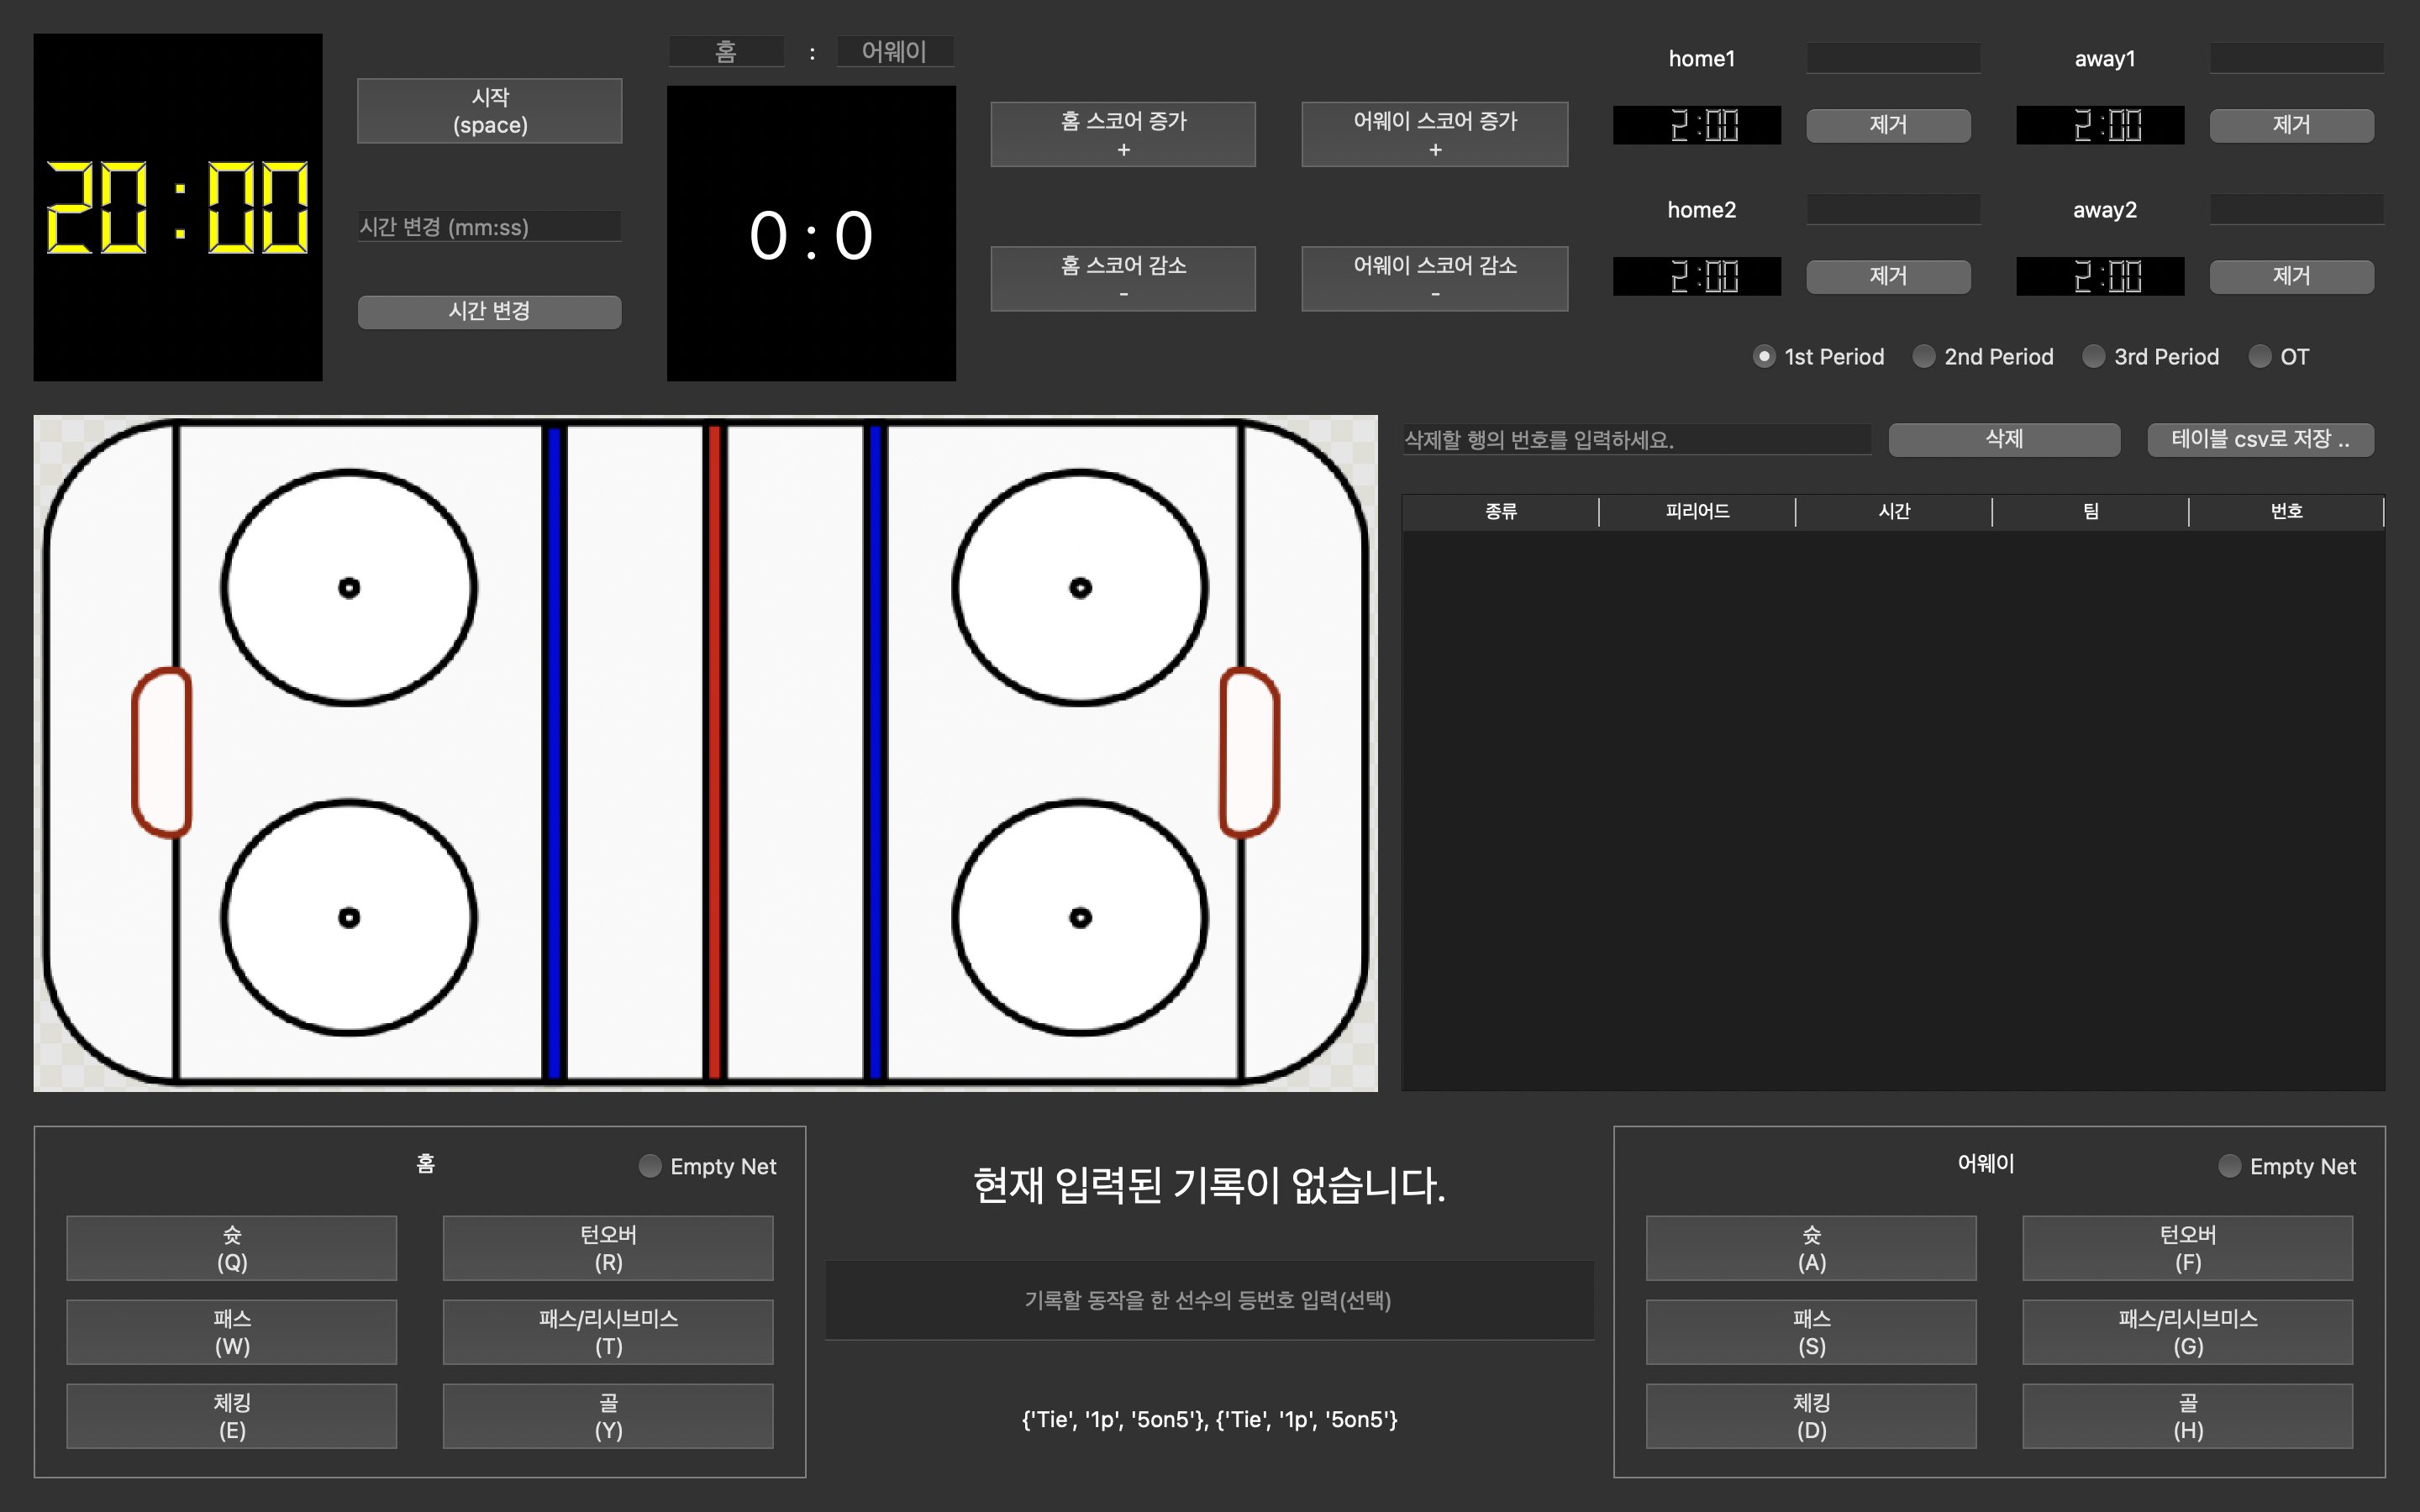 20:00
시작
(space)
시간 변경 (mm:ss)
시간 변경
홈 : 어웨이
0 : 0
홈 스코어 증가
+
어웨이 스코어 증가
+
홈 스코어 감소
-
어웨이 스코어 감소
-
home1
2:00
제거
away1
2:00
제거
home2
2:00
제거
away2
2:00
제거
1st Period
2nd Period
3rd Period
OT
삭제할 행의 번호를 입력하세요.
삭제
테이블 csv로 저장 ..
종류 피리어드 시간 팀 번호
홈
Empty Net
슛
(Q)
턴오버
(R)
패스
(W)
패스/리시브미스
(T)
체킹
(E)
골
(Y)
현재 입력된 기록이 없습니다.
기록할 동작을 한 선수의 등번호 입력(선택)
{'Tie', '1p', '5on5'}, {'Tie', '1p', '5on5'}
어웨이
Empty Net
슛
(A)
턴오버
(F)
패스
(S)
패스/리시브미스
(G)
체킹
(D)
골
(H)